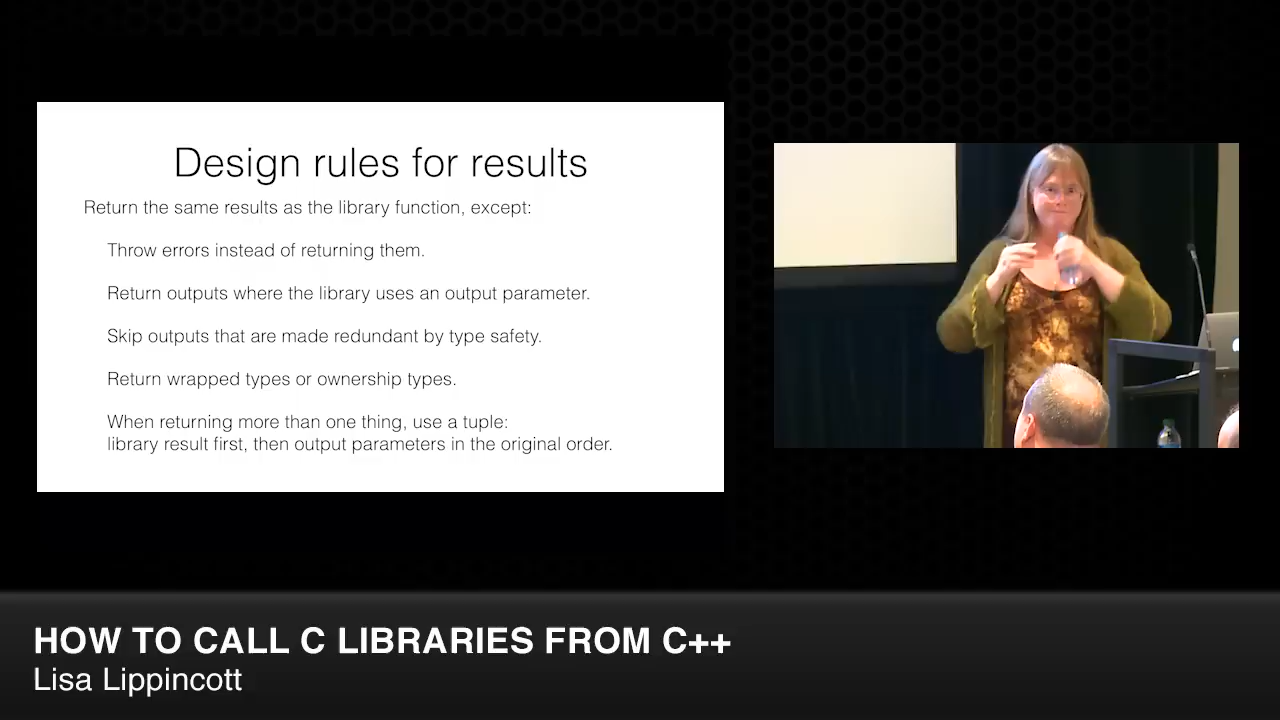 Design rules for results
Return the same results as the library function, except:
Throw errors instead of returning them.
Return outputs where the library uses an output parameter.
Skip outputs that are made redundant by type safety.
Return wrapped types or ownership types.
When returning more than one thing, use a tuple:
library result first, then output parameters in the original order.
HOW TO CALL C LIBRARIES FROM C++
Lisa Lippincott